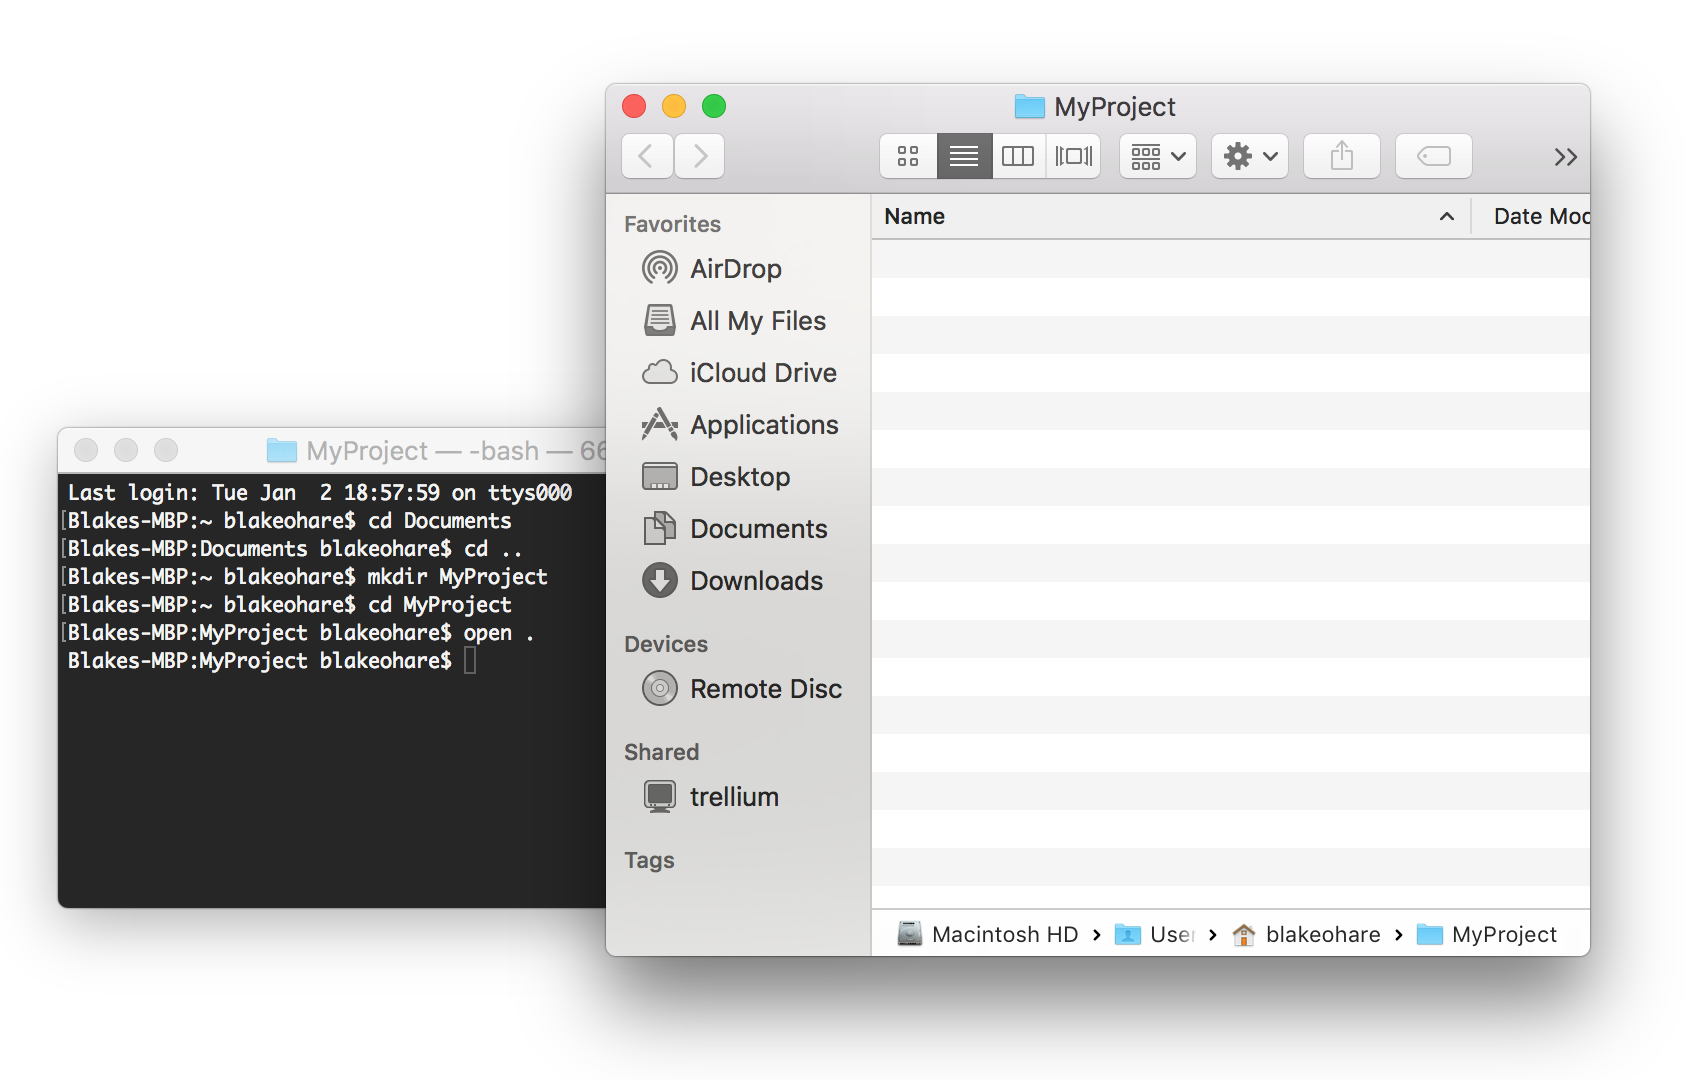 MyProject
Name
Date Mod
Favorites
AirDrop
All My Files
iCloud Drive
Applications
Desktop
Documents
Downloads
Devices
Remote Disc
Shared
trellium
Tags
Macintosh HD › User › blakeohare › MyProject
MyProject — -bash — 66
Last login: Tue Jan  2 18:57:59 on ttys000
[Blakes-MBP:~ blakeohare$ cd Documents
[Blakes-MBP:Documents blakeohare$ cd ..
[Blakes-MBP:~ blakeohare$ mkdir MyProject
[Blakes-MBP:~ blakeohare$ cd MyProject
[Blakes-MBP:MyProject blakeohare$ open .
Blakes-MBP:MyProject blakeohare$